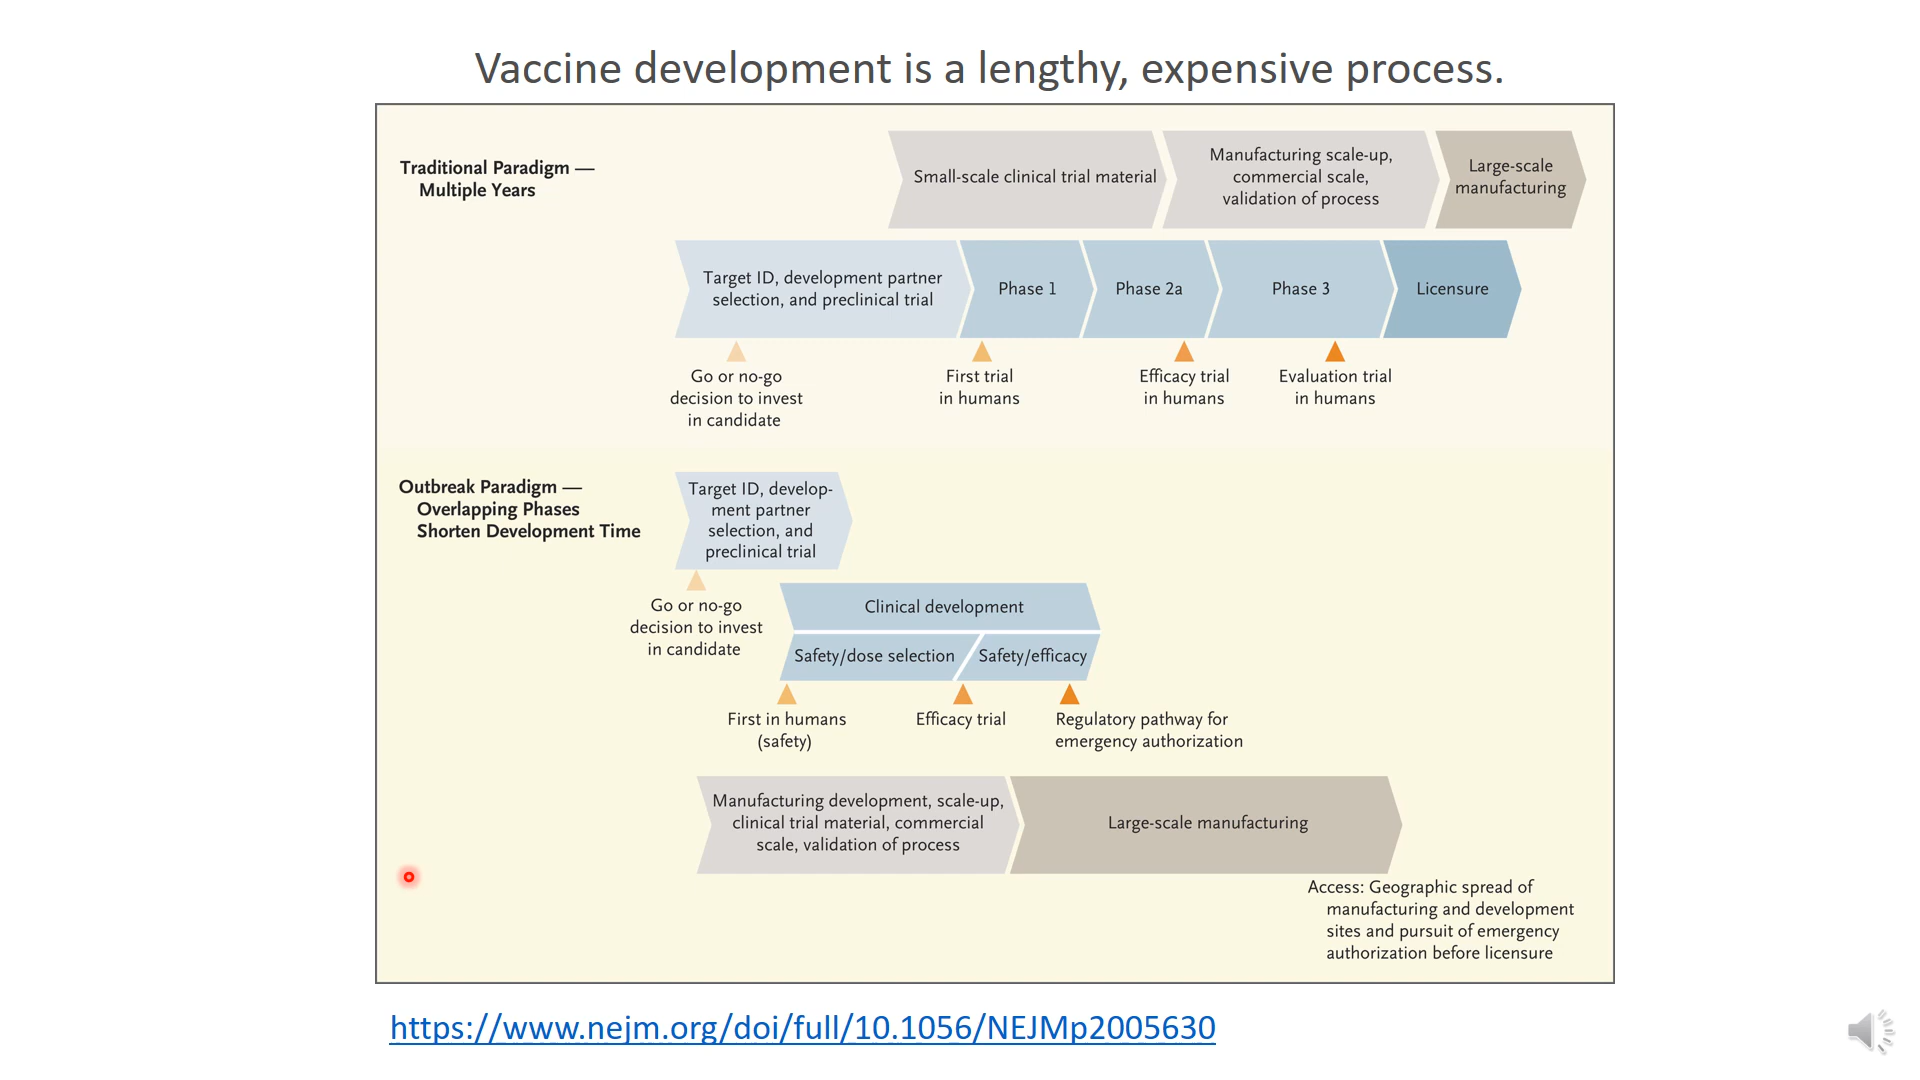 Vaccine development is a lengthy, expensive process.
Traditional Paradigm —
Multiple Years
Small-scale clinical trial material
Manufacturing scale-up,
commercial scale,
validation of process
Large-scale
manufacturing
Target ID, development partner
selection, and preclinical trial
Phase 1
Phase 2a
Phase 3
Licensure
Go or no-go
decision to invest
in candidate
First trial
in humans
Efficacy trial
in humans
Evaluation trial
in humans
Outbreak Paradigm —
Overlapping Phases
Shorten Development Time
Target ID, develop-
ment partner
selection, and
preclinical trial
Go or no-go
decision to invest
in candidate
Clinical development
Safety/dose selection
Safety/efficacy
First in humans
(safety)
Efficacy trial
Regulatory pathway for
emergency authorization
Manufacturing development, scale-up,
clinical trial material, commercial
scale, validation of process
Large-scale manufacturing
Access: Geographic spread of
manufacturing and development
sites and pursuit of emergency
authorization before licensure
https://www.nejm.org/doi/full/10.1056/NEJMp2005630